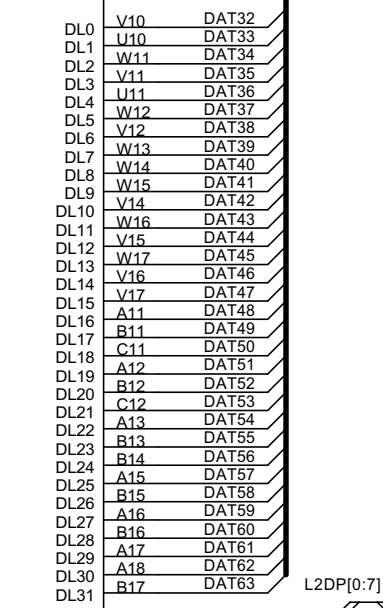 DL0 V10 DAT32
DL1 U10 DAT33
DL2 W11 DAT34
DL3 V11 DAT35
DL4 U11 DAT36
DL5 W12 DAT37
DL6 V12 DAT38
DL7 W13 DAT39
DL8 W14 DAT40
DL9 W15 DAT41
DL10 V14 DAT42
DL11 W16 DAT43
DL12 V15 DAT44
DL13 W17 DAT45
DL14 V16 DAT46
DL15 V17 DAT47
DL16 A11 DAT48
DL17 B11 DAT49
DL18 C11 DAT50
DL19 A12 DAT51
DL20 B12 DAT52
DL21 C12 DAT53
DL22 A13 DAT54
DL23 B13 DAT55
DL24 B14 DAT56
DL25 A15 DAT57
DL26 B15 DAT58
DL27 A16 DAT59
DL28 B16 DAT60
DL29 A17 DAT61
DL30 A18 DAT62
DL31 B17 DAT63
L2DP[0:7]